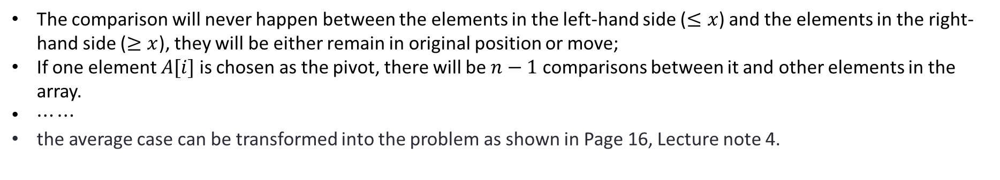 • The comparison will never happen between the elements in the left-hand side (≤ x) and the elements in the right-
hand side (≥ x), they will be either remain in original position or move;
• If one element A[i] is chosen as the pivot, there will be n − 1 comparisons between it and other elements in the
array.
• ……
• the average case can be transformed into the problem as shown in Page 16, Lecture note 4.